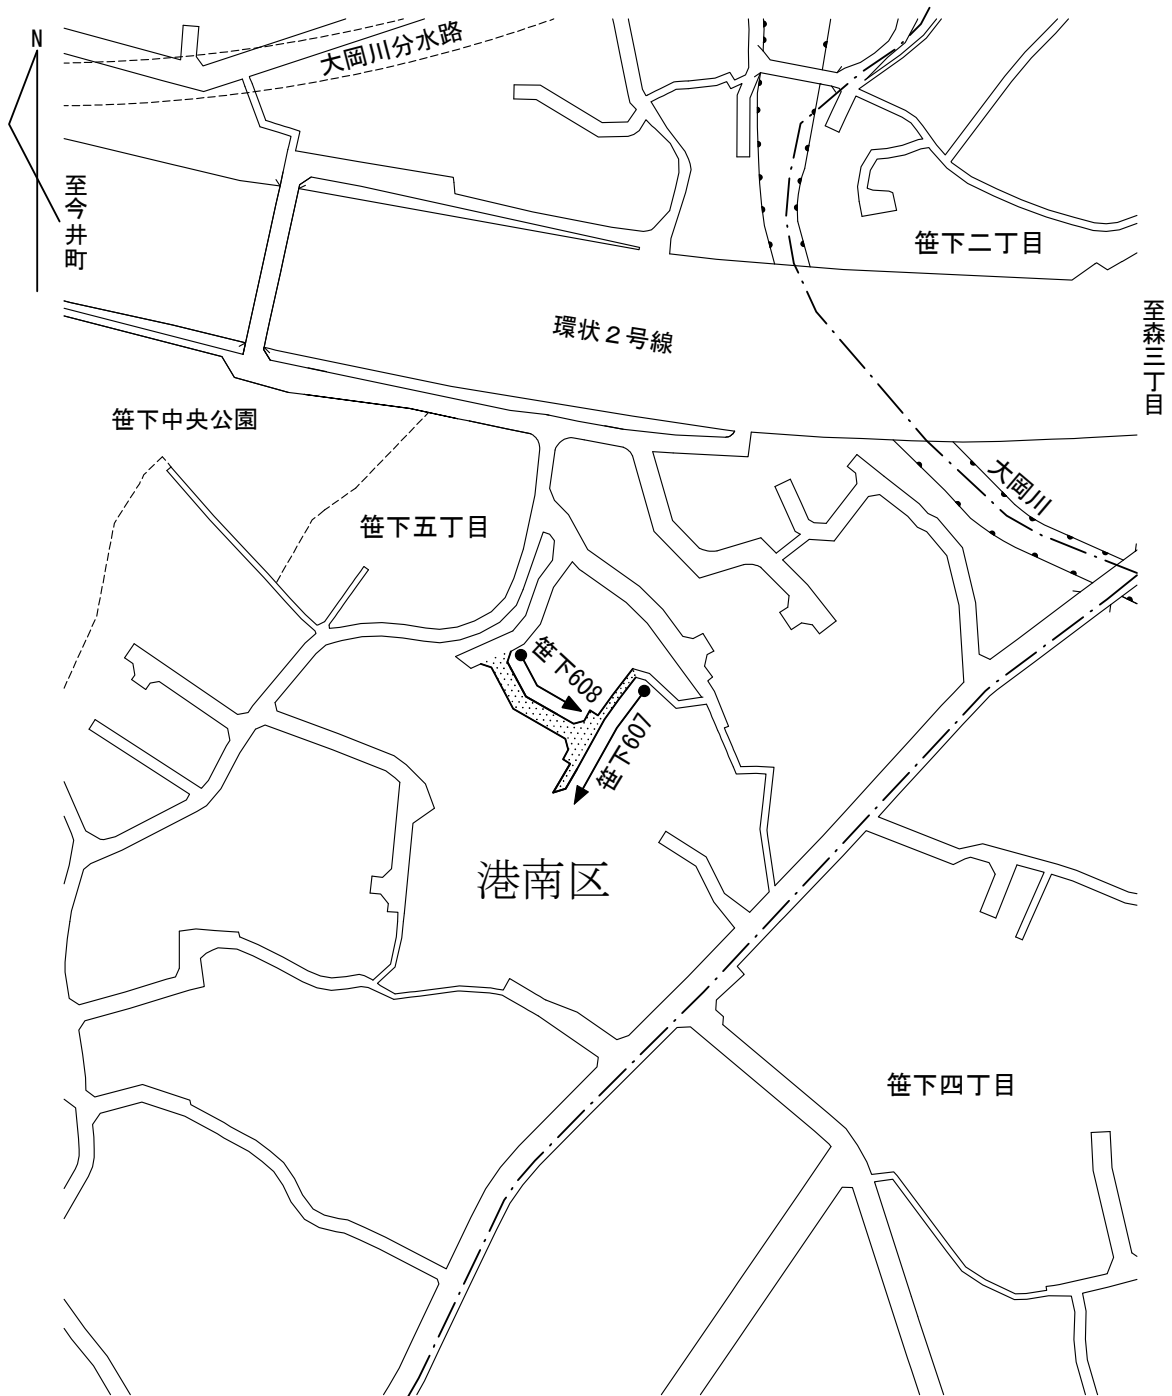 N
大岡川分水路
至今井町
笹下二丁目
環状２号線
至森三丁目
笹下中央公園
大岡川
笹下五丁目
笹下608
笹下607
港南区
笹下四丁目